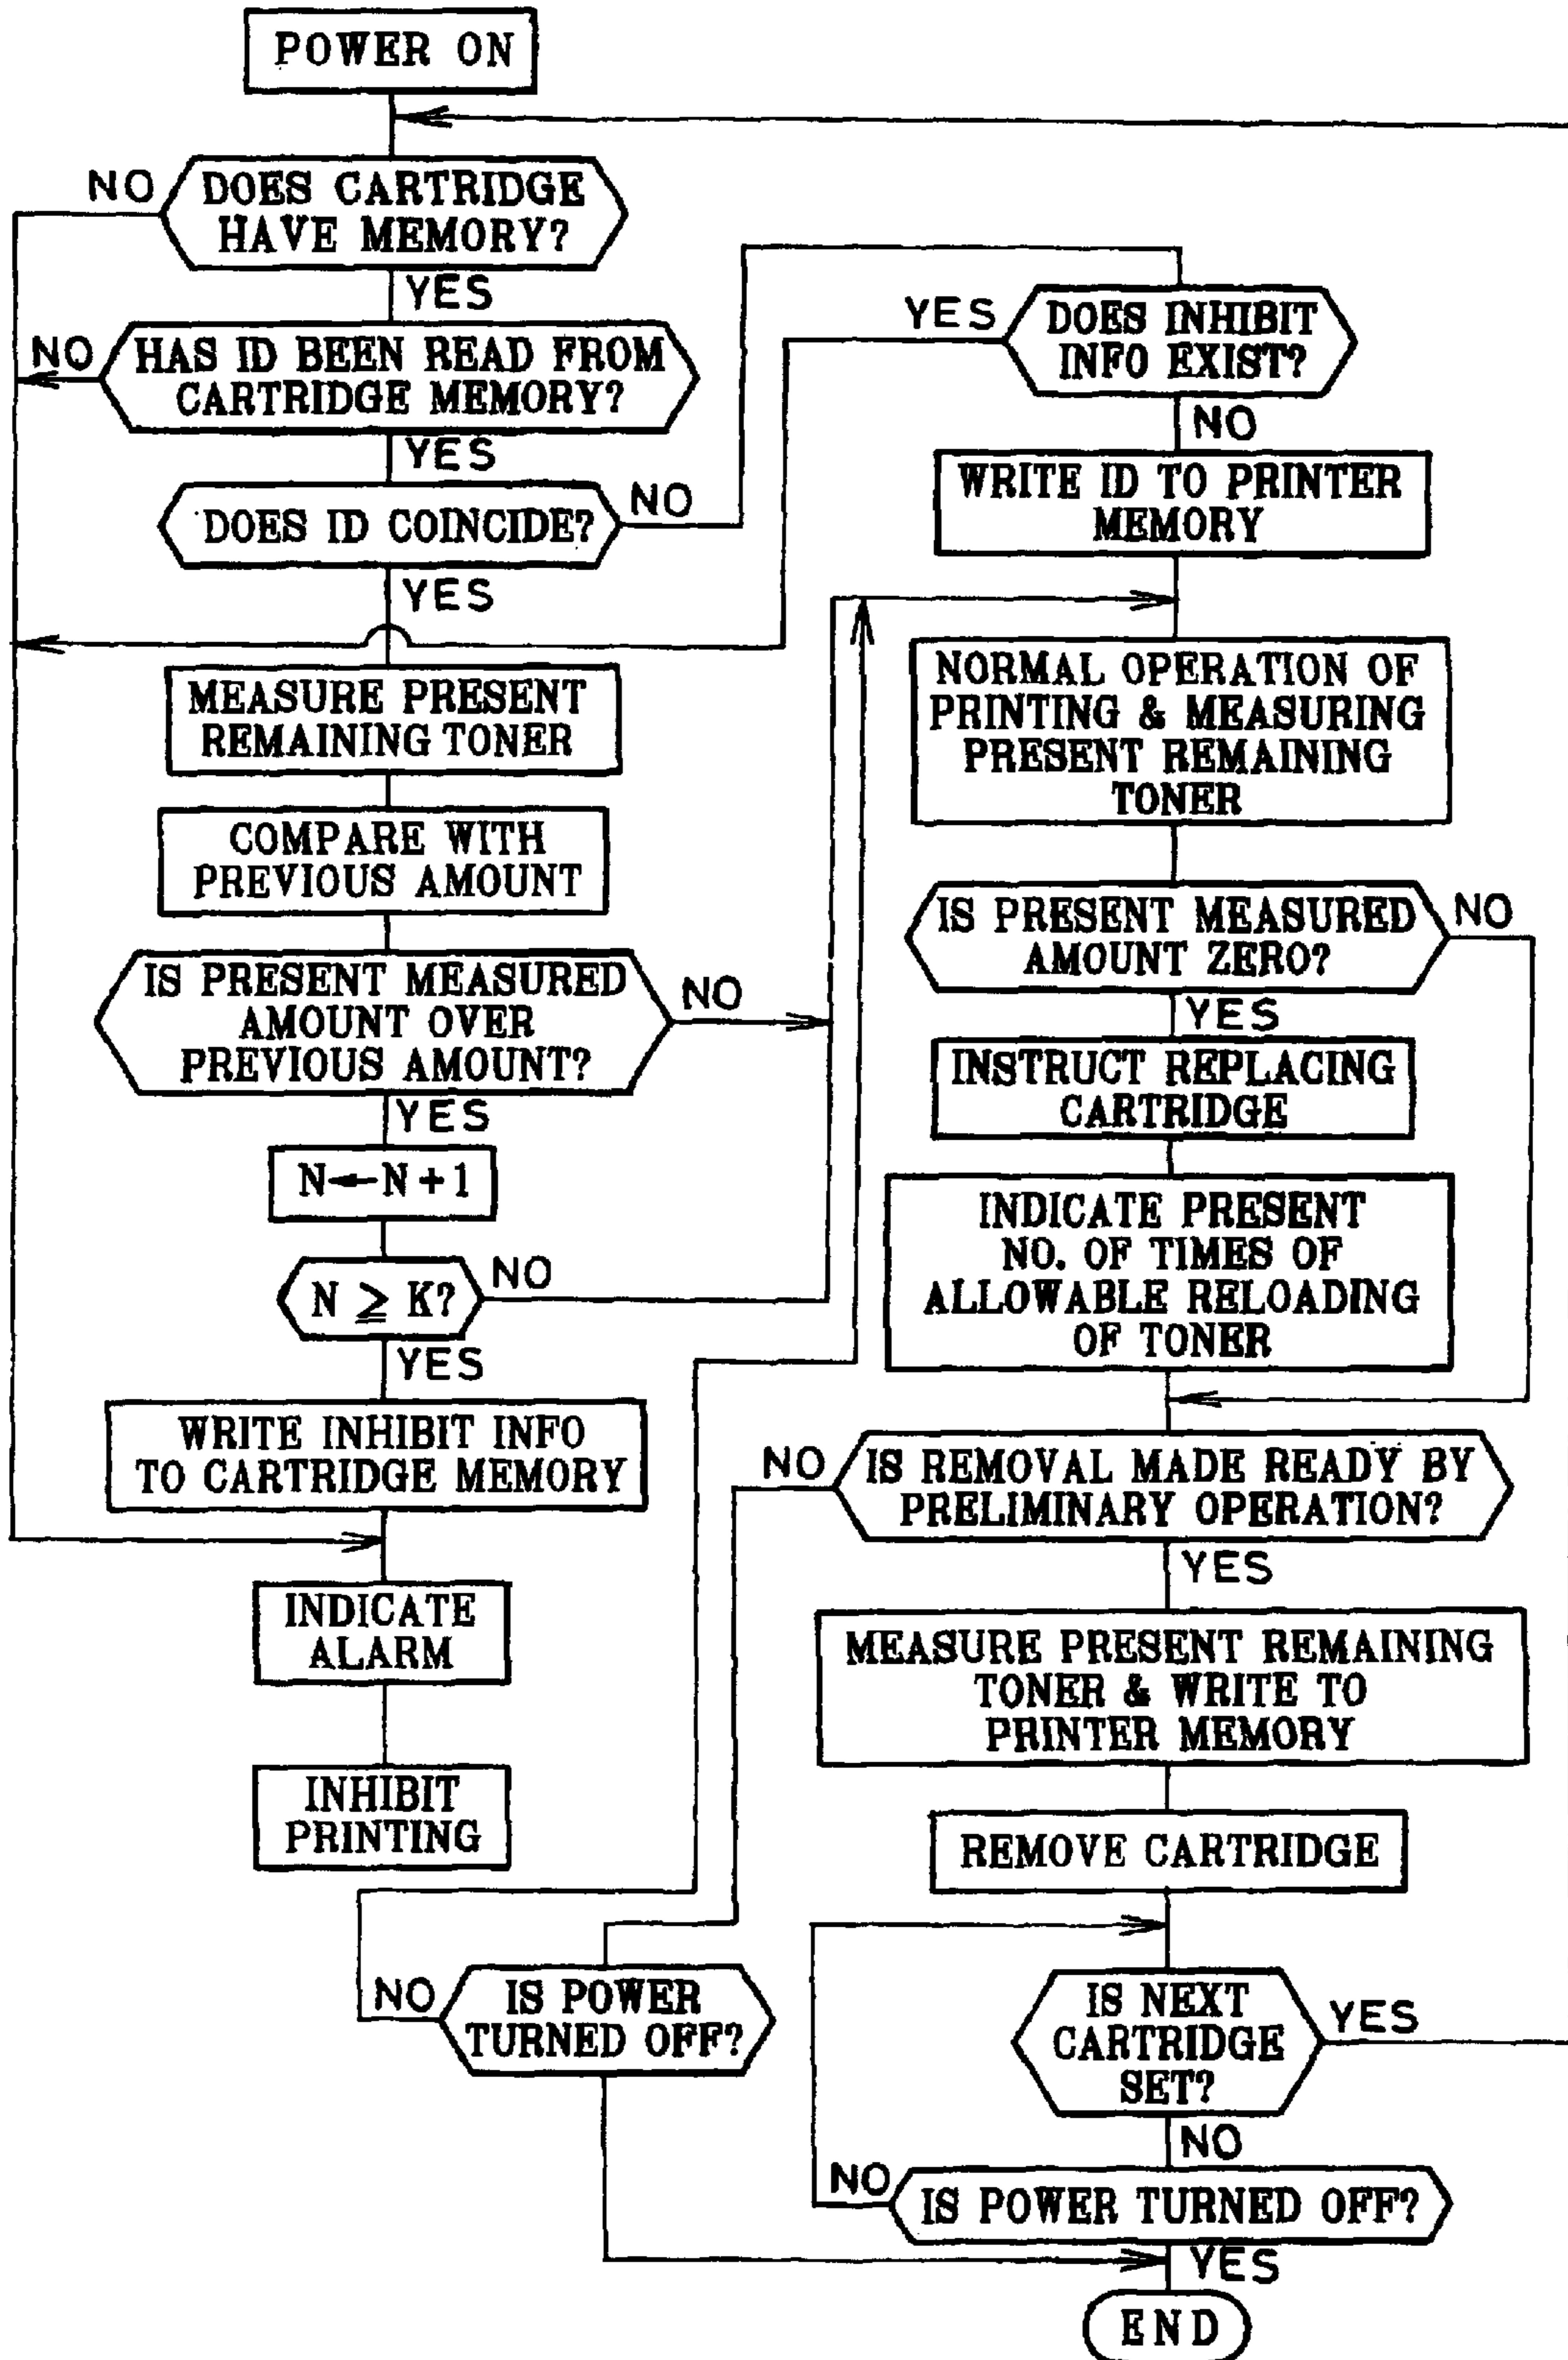 POWER ON
NO
DOES CARTRIDGE
HAVE MEMORY?
YES
NO
HAS ID BEEN READ FROM
CARTRIDGE MEMORY?
YES
DOES ID COINCIDE?
NO
YES
MEASURE PRESENT
REMAINING TONER
COMPARE WITH
PREVIOUS AMOUNT
IS PRESENT MEASURED
AMOUNT OVER
PREVIOUS AMOUNT?
NO
YES
N←N+1
N ≧ K?
NO
YES
WRITE INHIBIT INFO
TO CARTRIDGE MEMORY
INDICATE
ALARM
INHIBIT
PRINTING
YES
DOES INHIBIT
INFO EXIST?
NO
WRITE ID TO PRINTER
MEMORY
NORMAL OPERATION OF
PRINTING & MEASURING
PRESENT REMAINING
TONER
IS PRESENT MEASURED
AMOUNT ZERO?
NO
YES
INSTRUCT REPLACING
CARTRIDGE
INDICATE PRESENT
NO. OF TIMES OF
ALLOWABLE RELOADING
OF TONER
NO
IS REMOVAL MADE READY BY
PRELIMINARY OPERATION?
YES
MEASURE PRESENT REMAINING
TONER & WRITE TO
PRINTER MEMORY
REMOVE CARTRIDGE
NO
IS POWER
TURNED OFF?
IS NEXT
CARTRIDGE
SET?
YES
NO
NO
IS POWER TURNED OFF?
YES
END